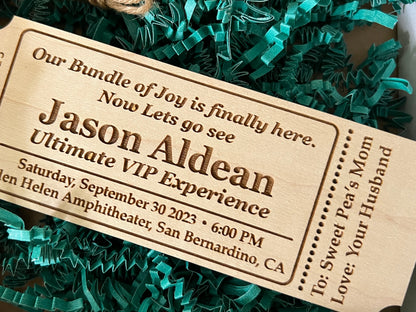 Our Bundle of Joy is finally here.
Now Lets go see
Jason Aldean
Ultimate VIP Experience
Saturday, September 30 2023 • 6:00 PM
Helen Amphitheater, San Bernardino, CA
To: Sweet Pea's Mom
Love: Your Husband